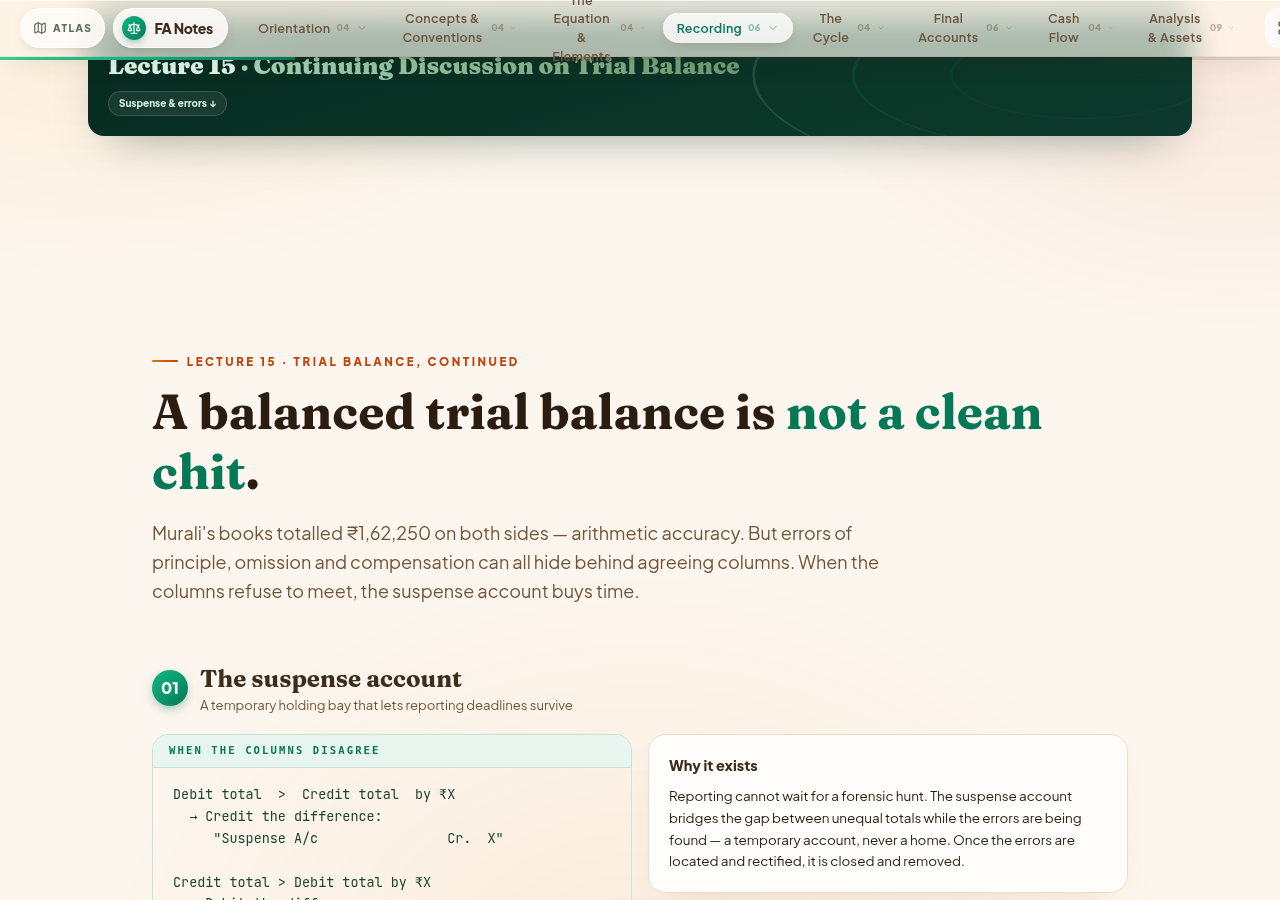 ATLAS
FA Notes
Orientation 04
Concepts & Conventions 04
The Equation & Elements 04
Recording 06
The Cycle 04
Final Accounts 06
Cash Flow 04
Analysis & Assets 09
Lecture 15 · Continuing Discussion on Trial Balance
Suspense & errors ↓
LECTURE 15 · TRIAL BALANCE, CONTINUED
A balanced trial balance is not a clean
chit.
Murali's books totalled ₹1,62,250 on both sides — arithmetic accuracy. But errors of
principle, omission and compensation can all hide behind agreeing columns. When the
columns refuse to meet, the suspense account buys time.
01
The suspense account
A temporary holding bay that lets reporting deadlines survive
WHEN THE COLUMNS DISAGREE
Debit total > Credit total by ₹X
→ Credit the difference:
"Suspense A/c Cr. X"
Credit total > Debit total by ₹X
Why it exists
Reporting cannot wait for a forensic hunt. The suspense account
bridges the gap between unequal totals while the errors are being
found — a temporary account, never a home. Once the errors are
located and rectified, it is closed and removed.